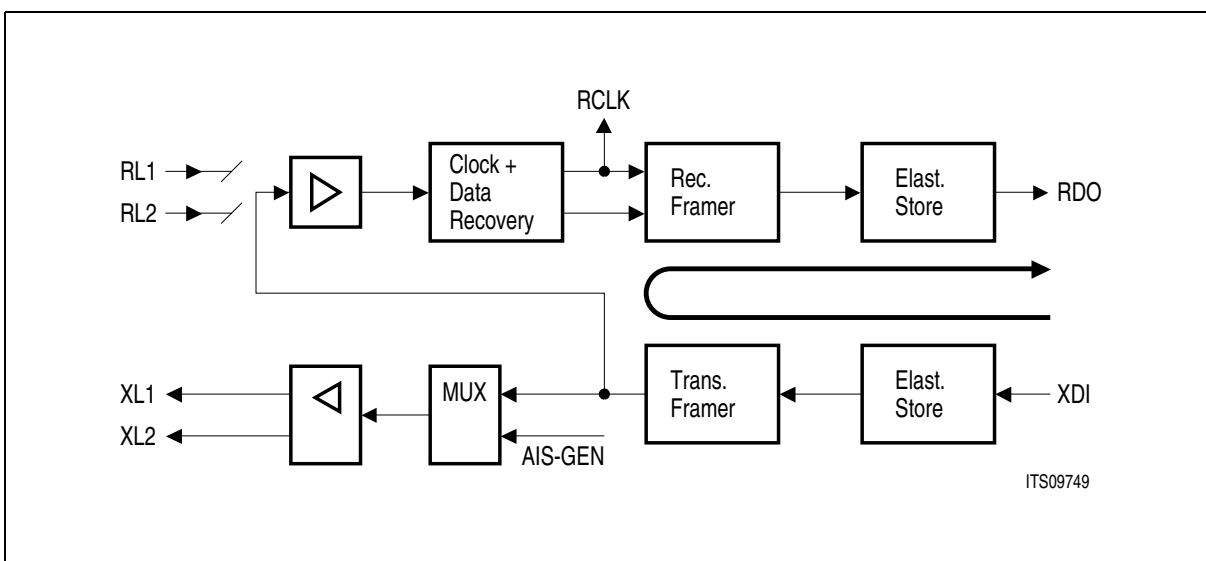 RCLK
RL1
RL2
Clock +
Data
Recovery
Rec.
Framer
Elast.
Store
RDO
XL1
XL2
MUX
AIS-GEN
Trans.
Framer
Elast.
Store
XDI
ITS09749